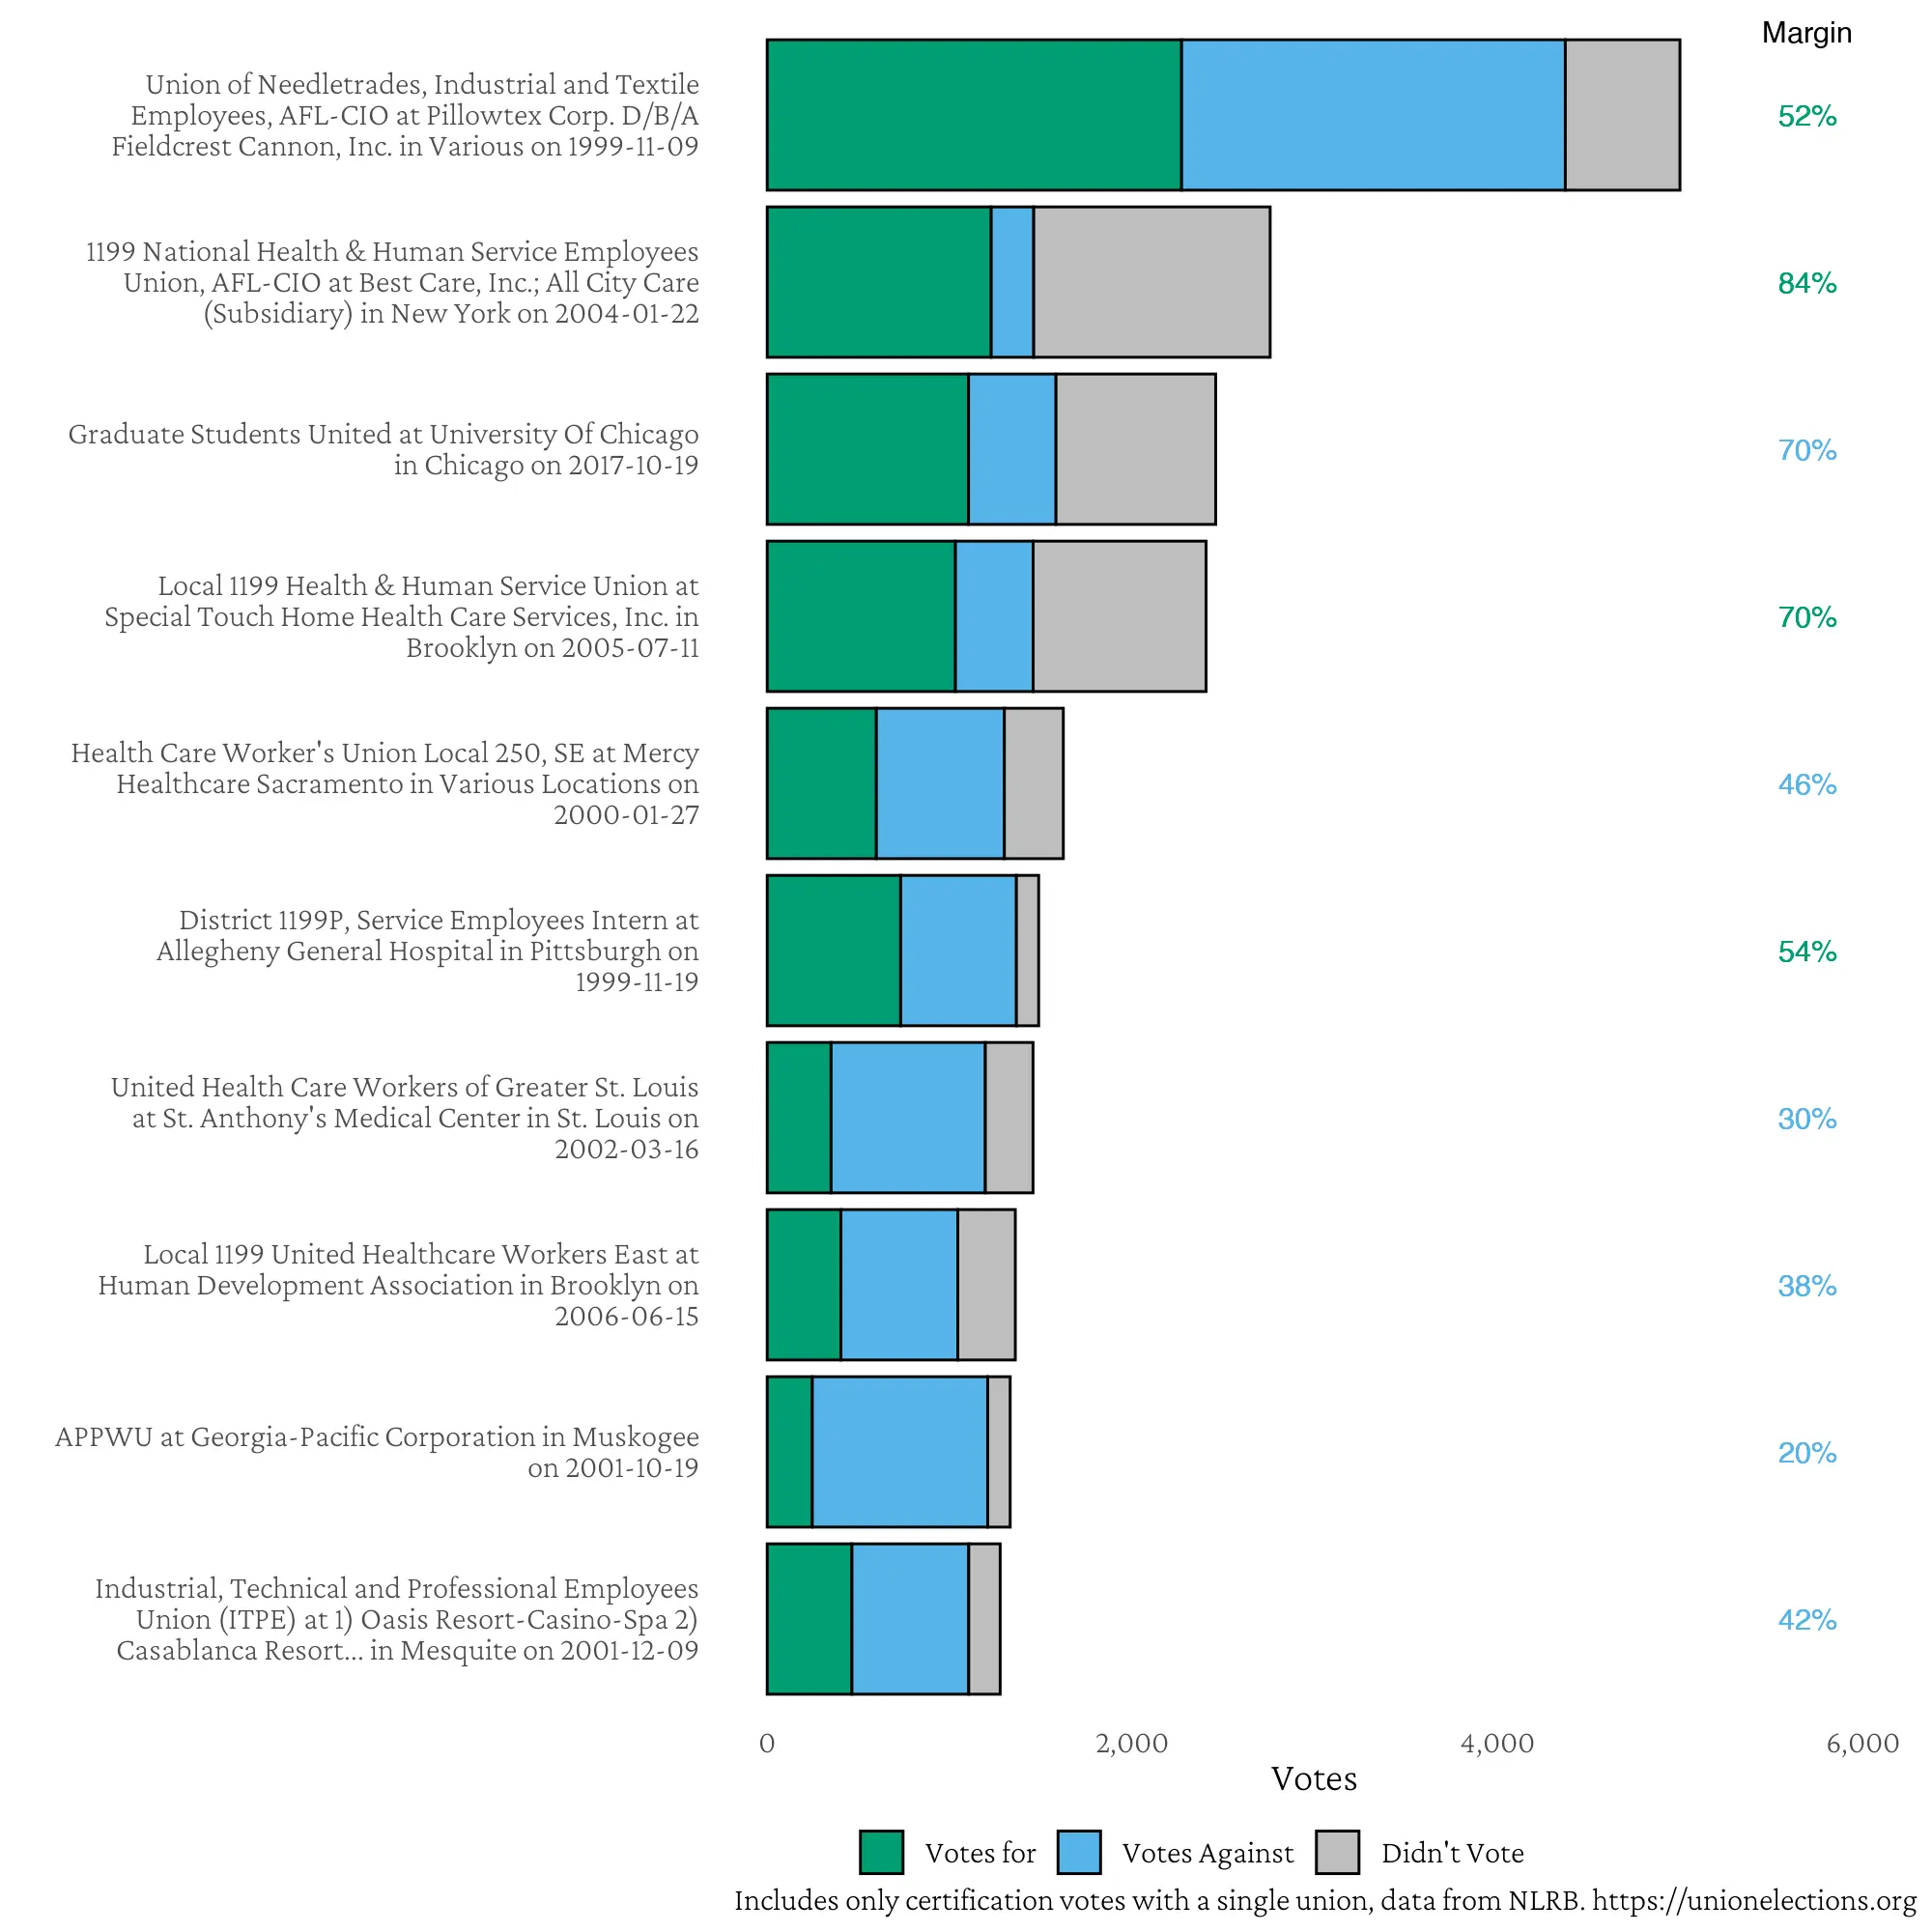 Margin
Union of Needletrades, Industrial and Textile
Employees, AFL-CIO at Pillowtex Corp. D/B/A
Fieldcrest Cannon, Inc. in Various on 1999-11-09
52%
1199 National Health & Human Service Employees
Union, AFL-CIO at Best Care, Inc.; All City Care
(Subsidiary) in New York on 2004-01-22
84%
Graduate Students United at University Of Chicago
in Chicago on 2017-10-19
70%
Local 1199 Health & Human Service Union at
Special Touch Home Health Care Services, Inc. in
Brooklyn on 2005-07-11
70%
Health Care Worker's Union Local 250, SE at Mercy
Healthcare Sacramento in Various Locations on
2000-01-27
46%
District 1199P, Service Employees Intern at
Allegheny General Hospital in Pittsburgh on
1999-11-19
54%
United Health Care Workers of Greater St. Louis
at St. Anthony's Medical Center in St. Louis on
2002-03-16
30%
Local 1199 United Healthcare Workers East at
Human Development Association in Brooklyn on
2006-06-15
38%
APPWU at Georgia-Pacific Corporation in Muskogee
on 2001-10-19
20%
Industrial, Technical and Professional Employees
Union (ITPE) at 1) Oasis Resort-Casino-Spa 2)
Casablanca Resort... in Mesquite on 2001-12-09
42%
0 2,000 4,000 6,000
Votes
Votes for Votes Against Didn't Vote
Includes only certification votes with a single union, data from NLRB. https://unionelections.org